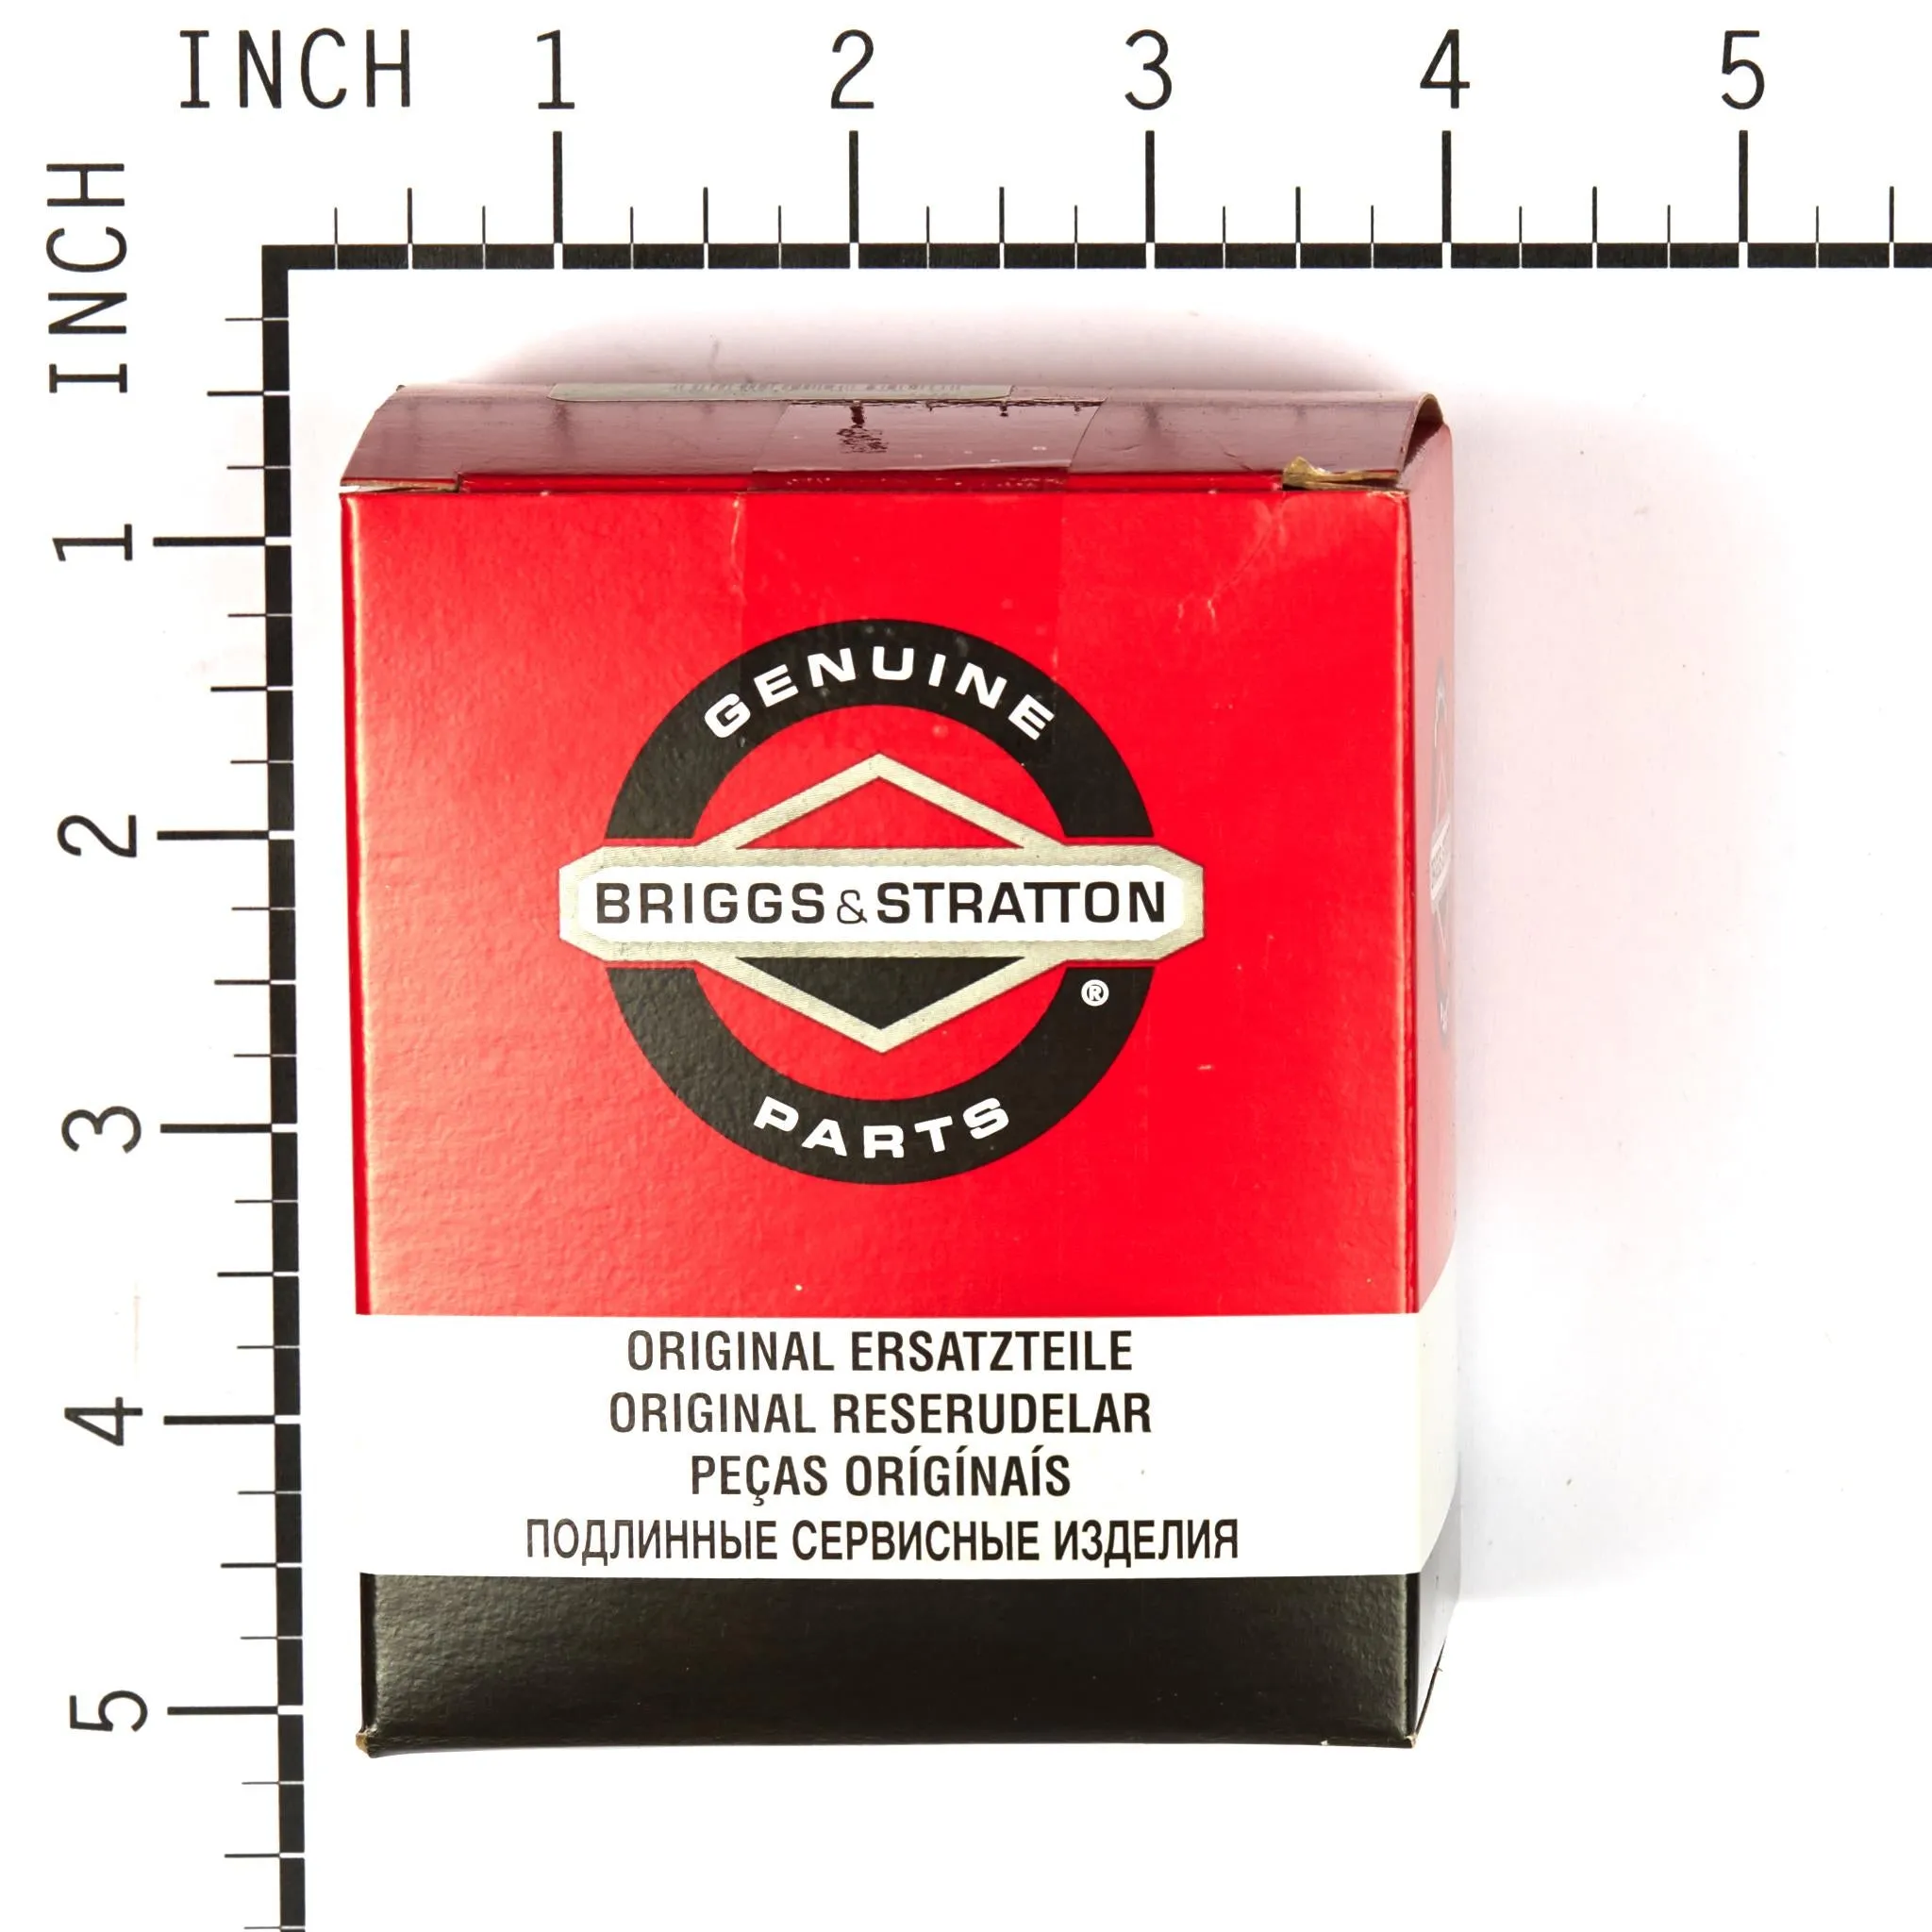 INCH 1 2 3 4 5
INCH 1 2 3 4 5
GENUINE
BRIGGS & STRATTON
®
PARTS
ORIGINAL ERSATZTEILE
ORIGINAL RESERUDELAR
PEÇAS ORÍGÍNAÍS
ПОДЛИННЫЕ СЕРВИСНЫЕ ИЗДЕЛИЯ